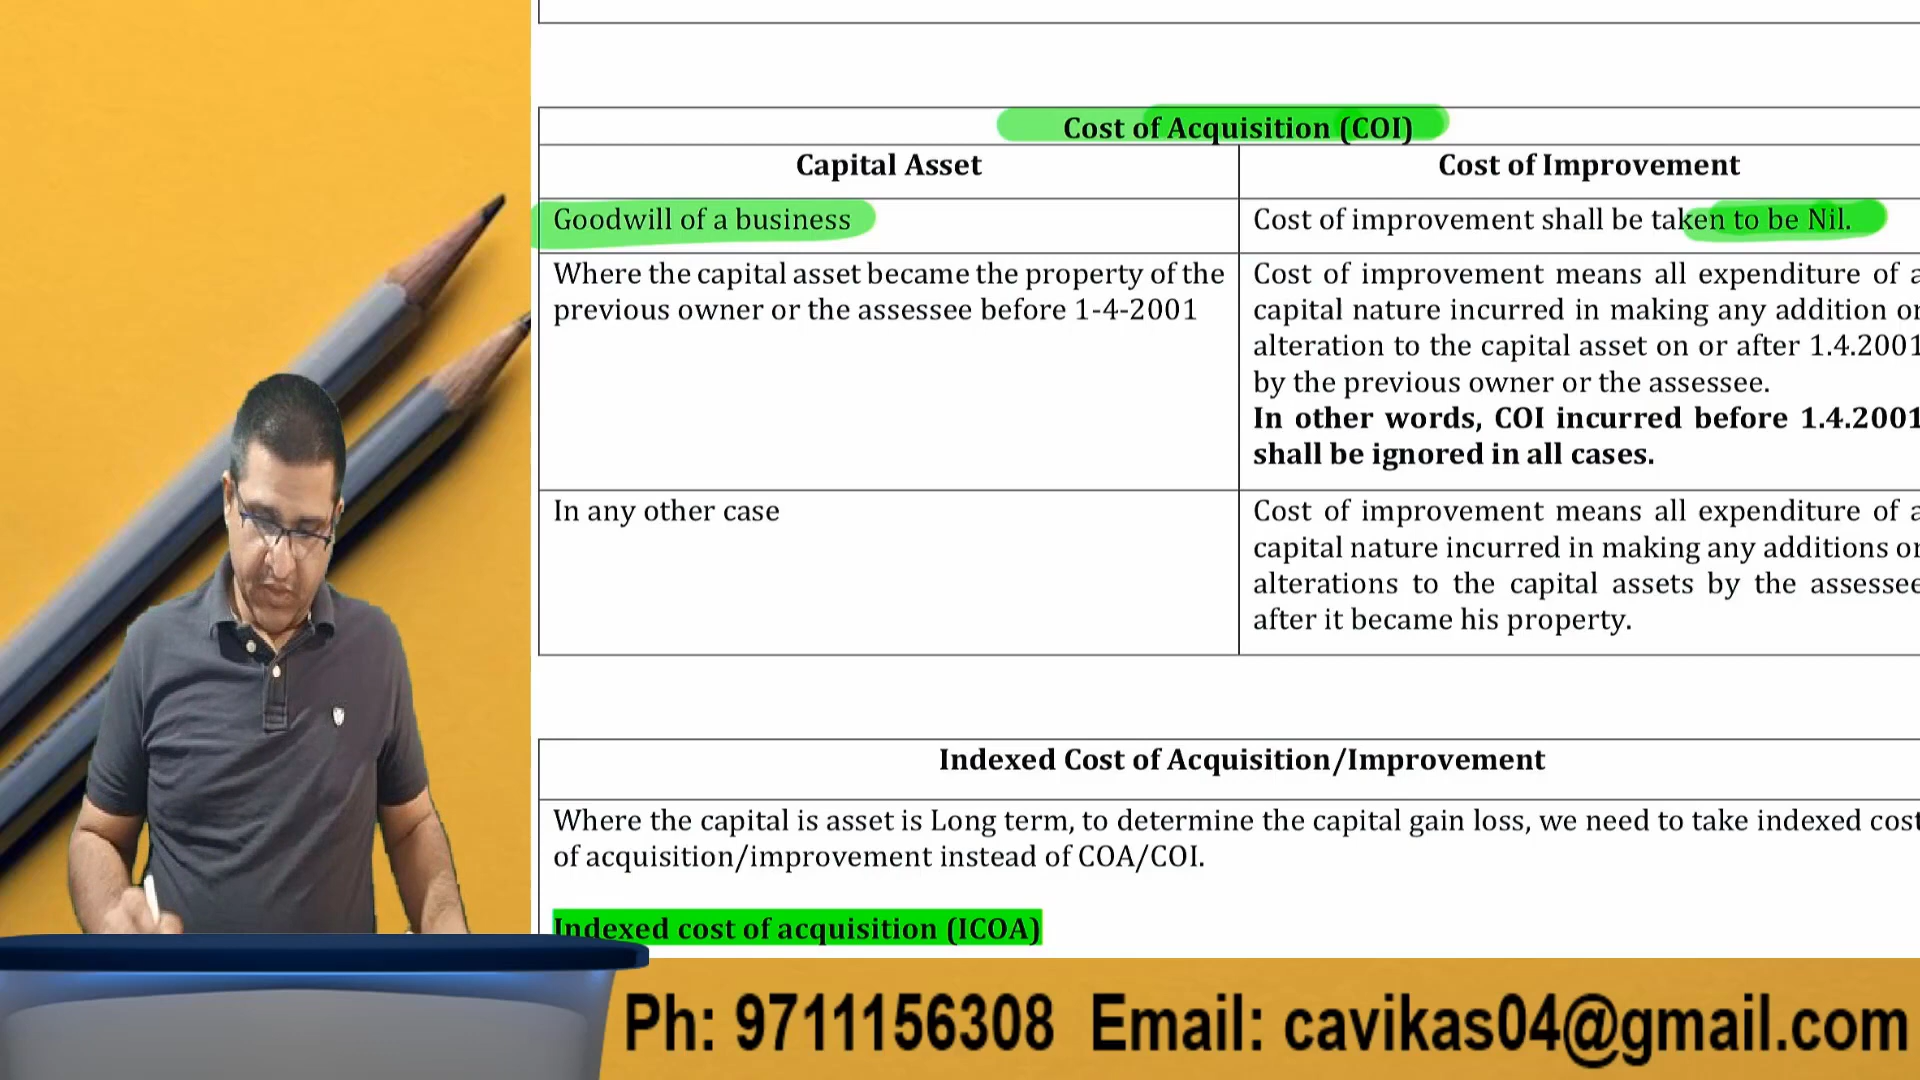 Cost of Acquisition (COI)
Capital Asset
Cost of Improvement
Goodwill of a business
Cost of improvement shall be taken to be Nil.
Where the capital asset became the property of the
previous owner or the assessee before 1-4-2001
Cost of improvement means all expenditure of a
capital nature incurred in making any addition or
alteration to the capital asset on or after 1.4.2001
by the previous owner or the assessee.
In other words, COI incurred before 1.4.2001
shall be ignored in all cases.
In any other case
Cost of improvement means all expenditure of a
capital nature incurred in making any additions or
alterations to the capital assets by the assessee
after it became his property.
Indexed Cost of Acquisition/Improvement
Where the capital is asset is Long term, to determine the capital gain loss, we need to take indexed cost
of acquisition/improvement instead of COA/COI.
Indexed cost of acquisition (ICOA)
Ph: 9711156308 Email: cavikas04@gmail.com